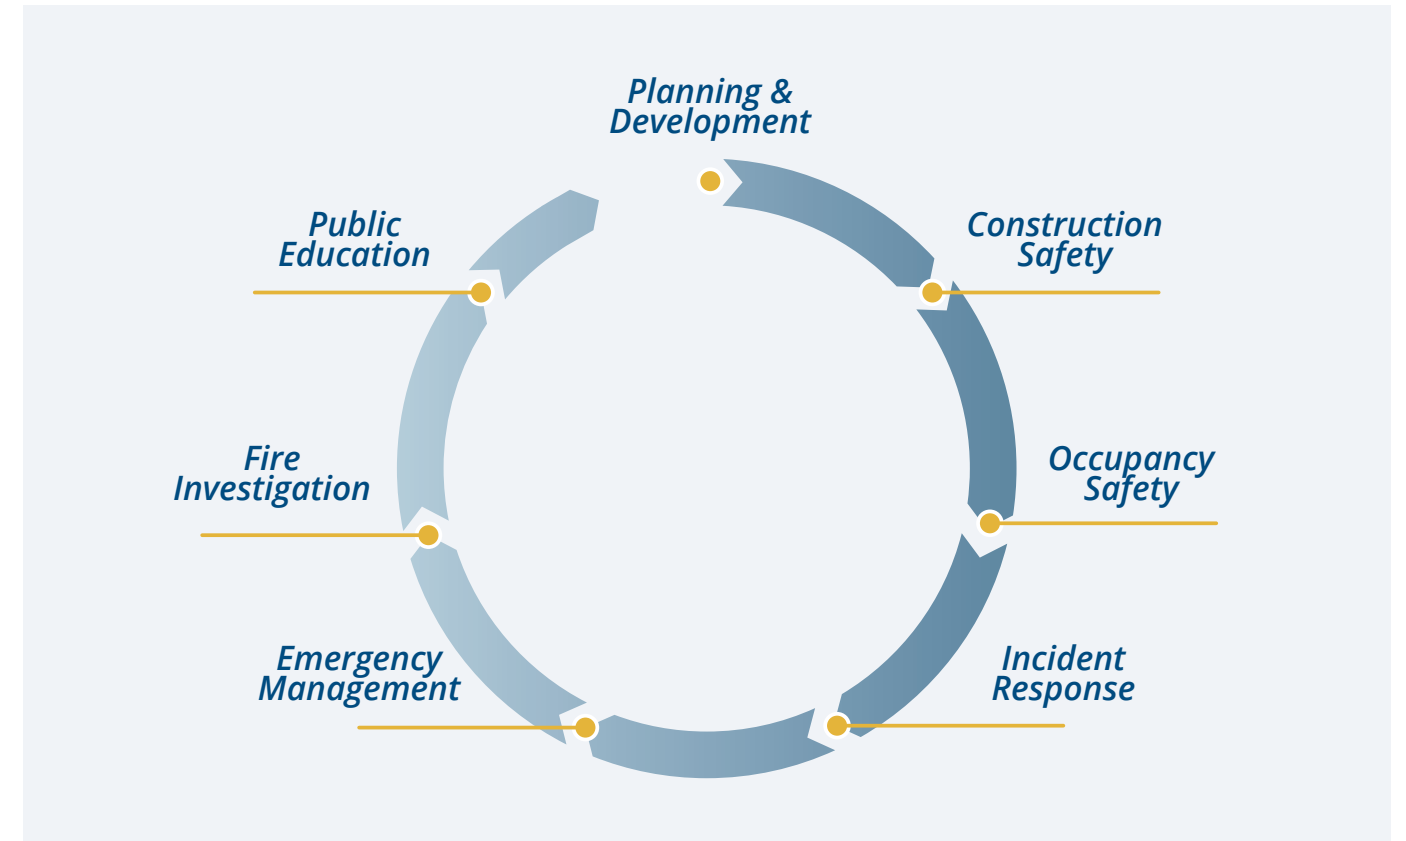 Planning &
Development
Construction
Safety
Occupancy
Safety
Incident
Response
Emergency
Management
Fire
Investigation
Public
Education